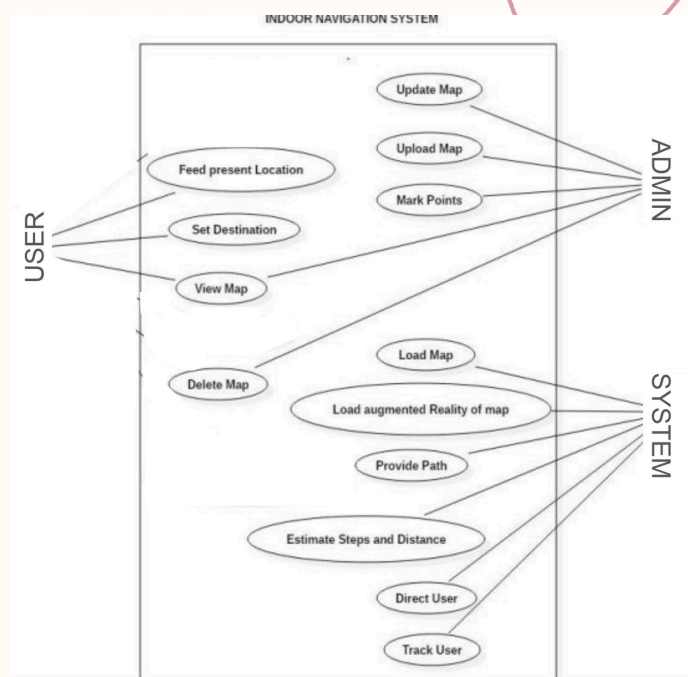 INDOOR NAVIGATION SYSTEM
Update Map
Upload Map
Mark Points
Feed present Location
Set Destination
View Map
Delete Map
USER
ADMIN
Load Map
Load augmented Reality of map
Provide Path
Estimate Steps and Distance
Direct User
Track User
SYSTEM